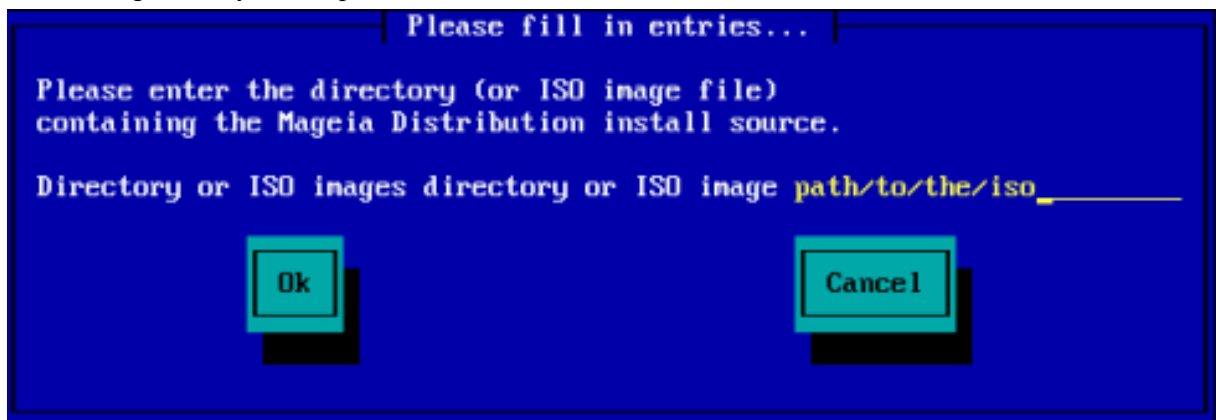 Please fill in entries...
Please enter the directory (or ISO image file)
containing the Mageia Distribution install source.
Directory or ISO images directory or ISO image path/to/the/iso
Ok
Cancel